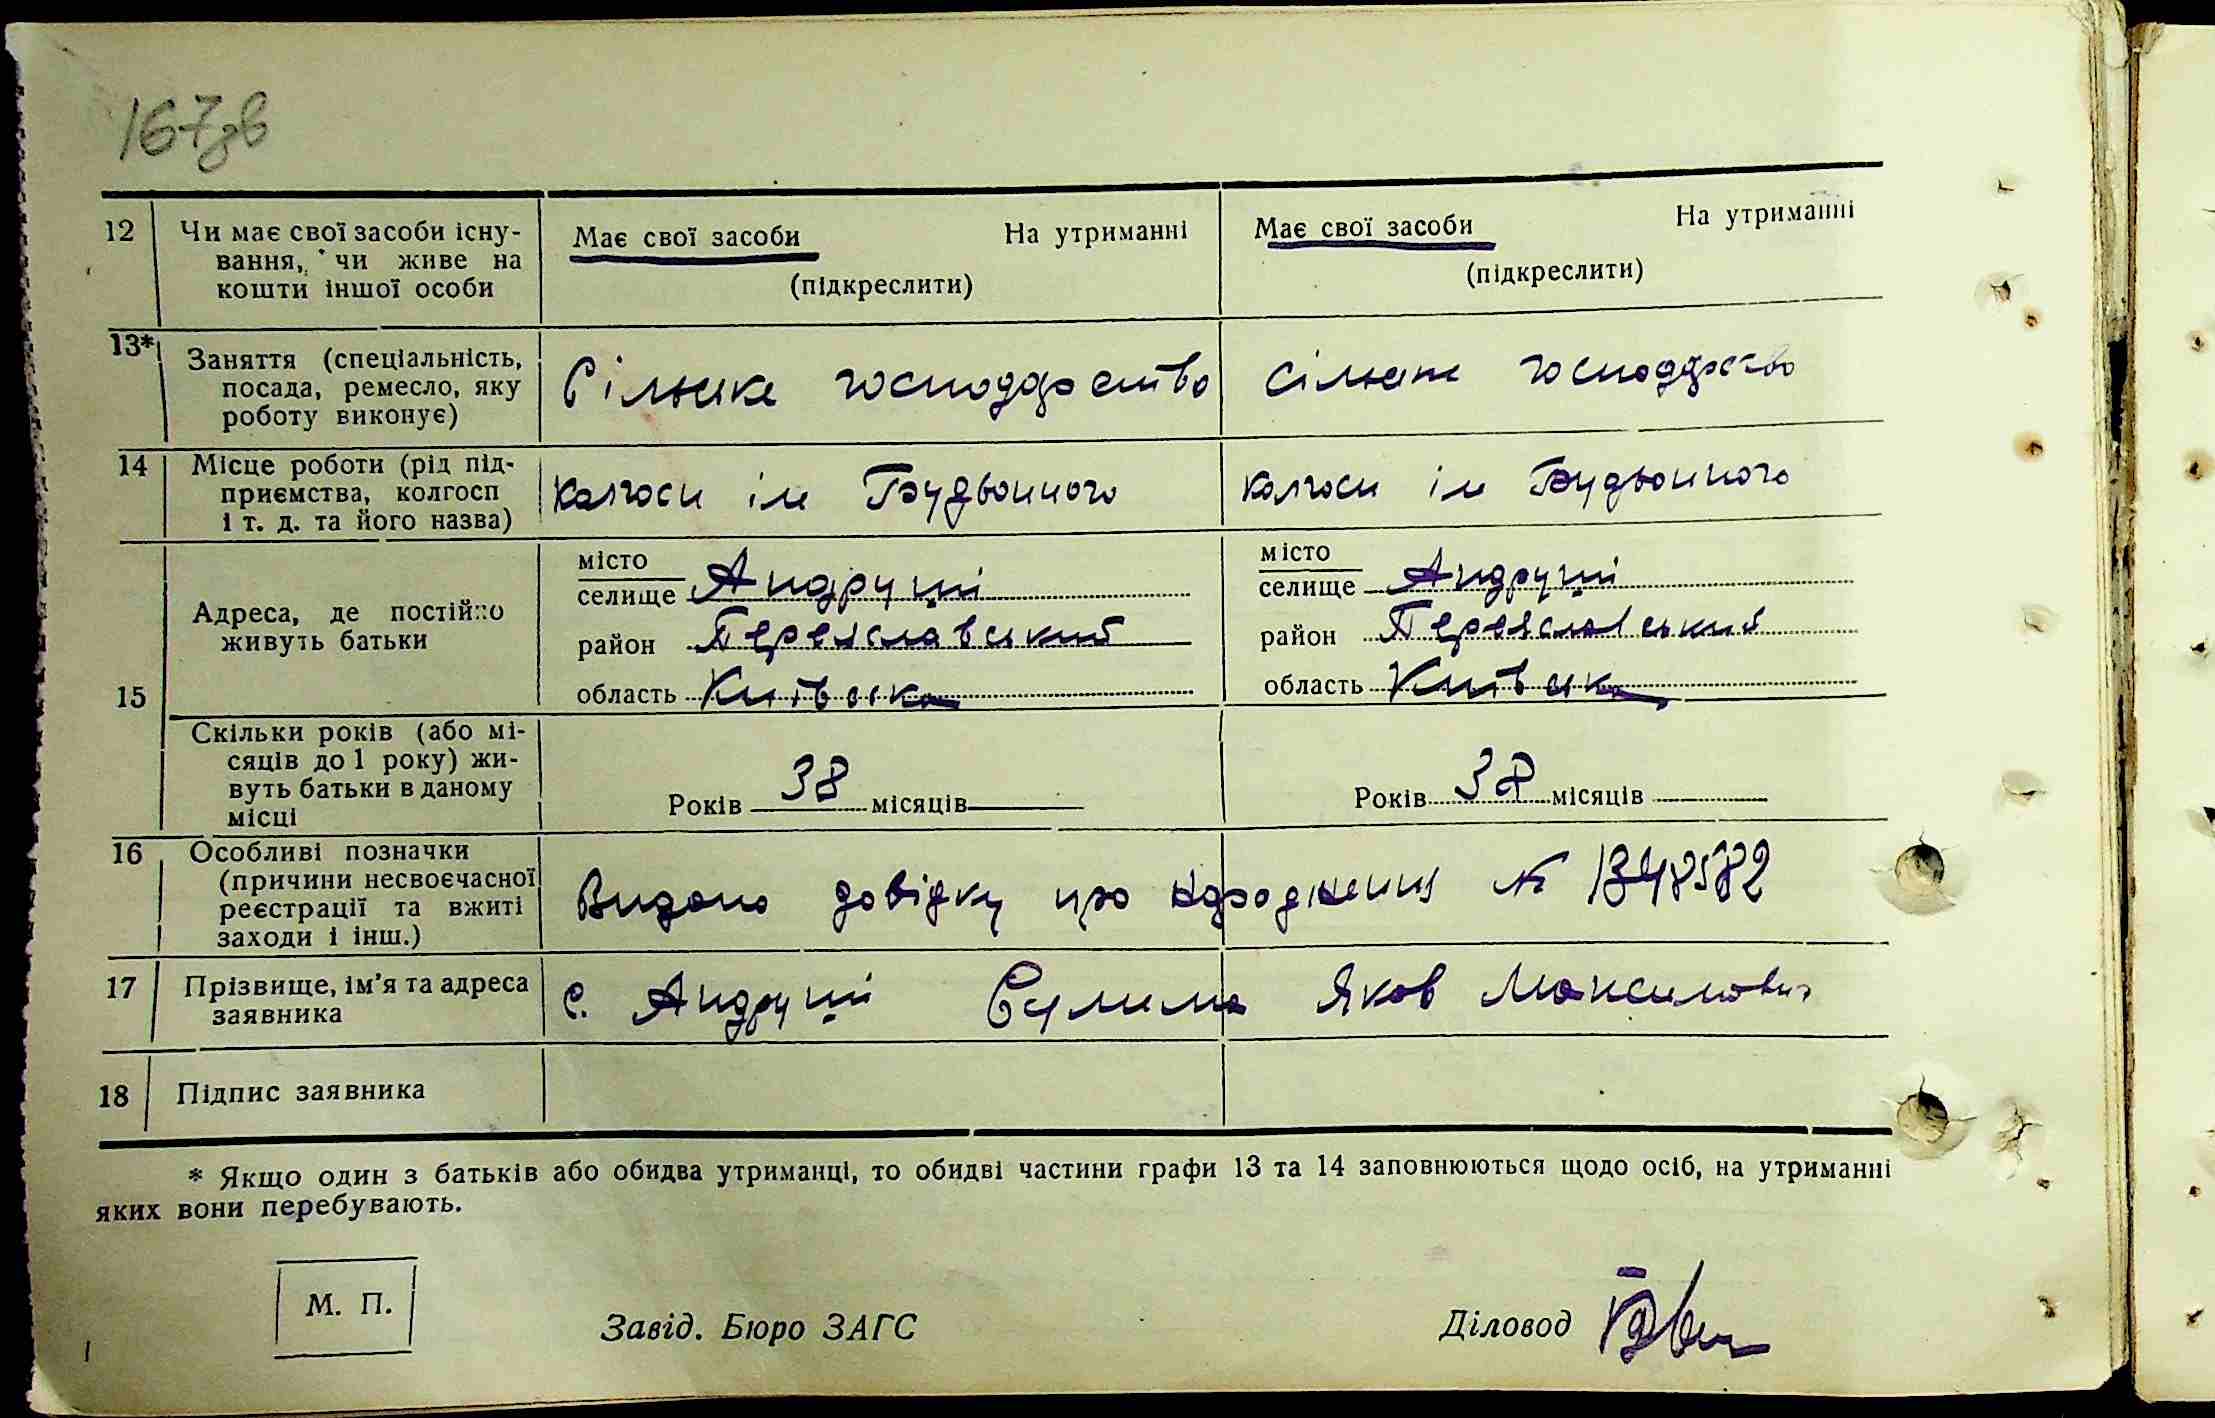 167зв
12 Чи має свої засоби існу- Має свої засоби На утриманні Має свої засоби На утриманні
вання, чи живе на (підкреслити) (підкреслити)
кошти іншої особи
13* Заняття (спеціальність, Сільське господарство сільське господарство
посада, ремесло, яку
роботу виконує)
14 Місце роботи (рід під- колгосп ім Будьонного колгосп ім Будьонного
приємства, колгосп
і т. д. та його назва)
15 Адреса, де постійно місто місто
живуть батьки селище Андруші селище Андруші
район Переяславський район Переяславський
область Київська область Київська
Скільки років (або мі- Років 38 місяців Років 38 місяців
сяців до 1 року) жи-
вуть батьки в даному
місці
16 Особливі позначки Видано довідку про народження №
(причини несвоєчасної
реєстрації та вжиті
заходи і інш.)
17 Прізвище, ім'я та адреса с. Андруші Сулима Яков Максимович
заявника
18 Підпис заявника
* Якщо один з батьків або обидва утриманці, то обидві частини графи 13 та 14 заповнюються щодо осіб, на утриманні
яких вони перебувають.
М. П.
Завід. Бюро ЗАГС Діловод